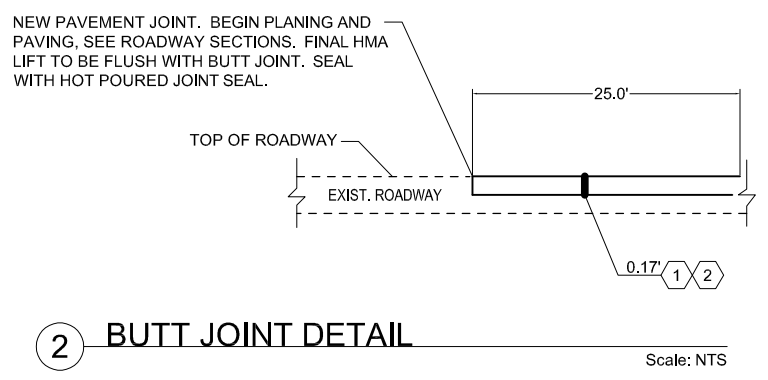 NEW PAVEMENT JOINT. BEGIN PLANING AND
PAVING, SEE ROADWAY SECTIONS. FINAL HMA
LIFT TO BE FLUSH WITH BUTT JOINT. SEAL
WITH HOT POURED JOINT SEAL.
25.0'
TOP OF ROADWAY
EXIST. ROADWAY
0.17' 1 2
2 BUTT JOINT DETAIL
Scale: NTS